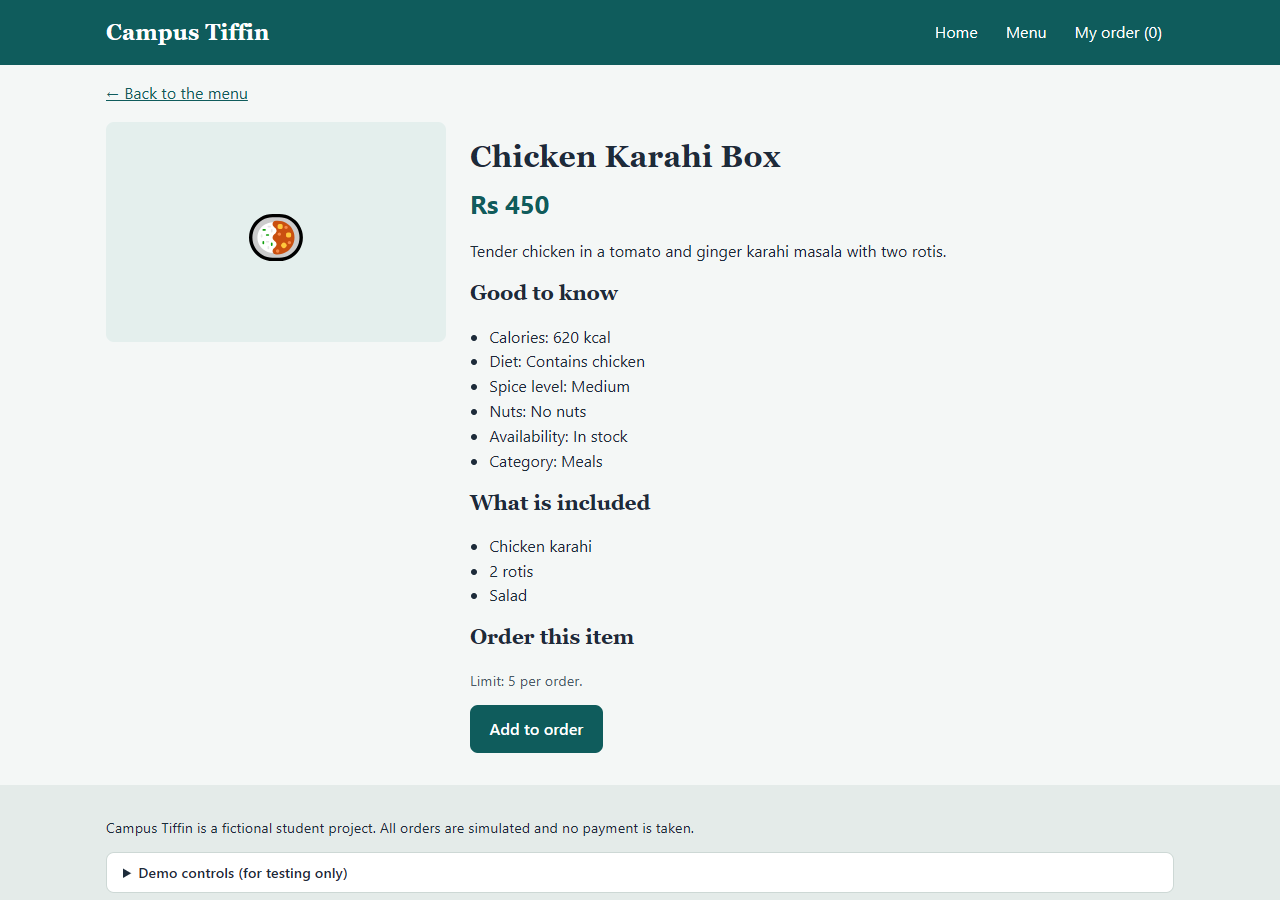 Campus Tiffin
Home
Menu
My order (0)
← Back to the menu
Chicken Karahi Box
Rs 450
Tender chicken in a tomato and ginger karahi masala with two rotis.
Good to know
• Calories: 620 kcal
• Diet: Contains chicken
• Spice level: Medium
• Nuts: No nuts
• Availability: In stock
• Category: Meals
What is included
• Chicken karahi
• 2 rotis
• Salad
Order this item
Limit: 5 per order.
Add to order
Campus Tiffin is a fictional student project. All orders are simulated and no payment is taken.
▶ Demo controls (for testing only)